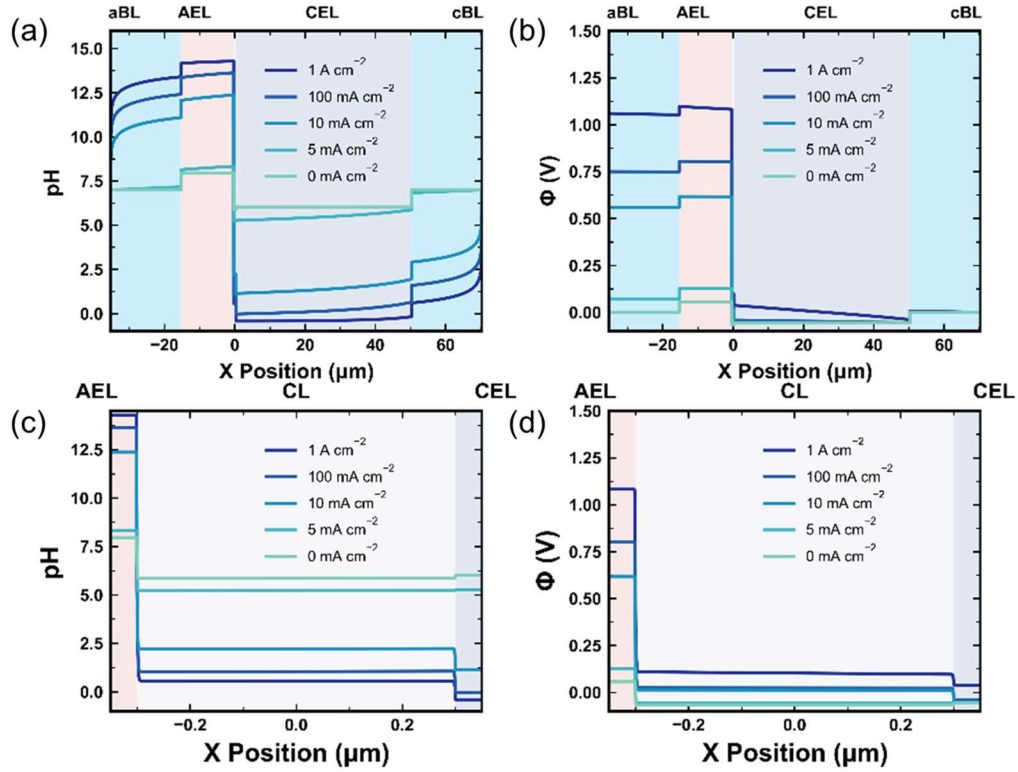 aBL AEL CEL cBL
(a)
pH
15.0
12.5
10.0
7.5
5.0
2.5
0.0
1 A cm⁻²
100 mA cm⁻²
10 mA cm⁻²
5 mA cm⁻²
0 mA cm⁻²
−20 0 20 40 60
X Position (μm)
aBL AEL CEL cBL
(b)
Φ (V)
1.50
1.25
1.00
0.75
0.50
0.25
0.00
1 A cm⁻²
100 mA cm⁻²
10 mA cm⁻²
5 mA cm⁻²
0 mA cm⁻²
−20 0 20 40 60
X Position (μm)
AEL CL CEL
(c)
pH
12.5
10.0
7.5
5.0
2.5
0.0
1 A cm⁻²
100 mA cm⁻²
10 mA cm⁻²
5 mA cm⁻²
0 mA cm⁻²
−0.2 0.0 0.2
X Position (μm)
AEL CL CEL
(d)
Φ (V)
1.50
1.25
1.00
0.75
0.50
0.25
0.00
1 A cm⁻²
100 mA cm⁻²
10 mA cm⁻²
5 mA cm⁻²
0 mA cm⁻²
−0.2 0.0 0.2
X Position (μm)